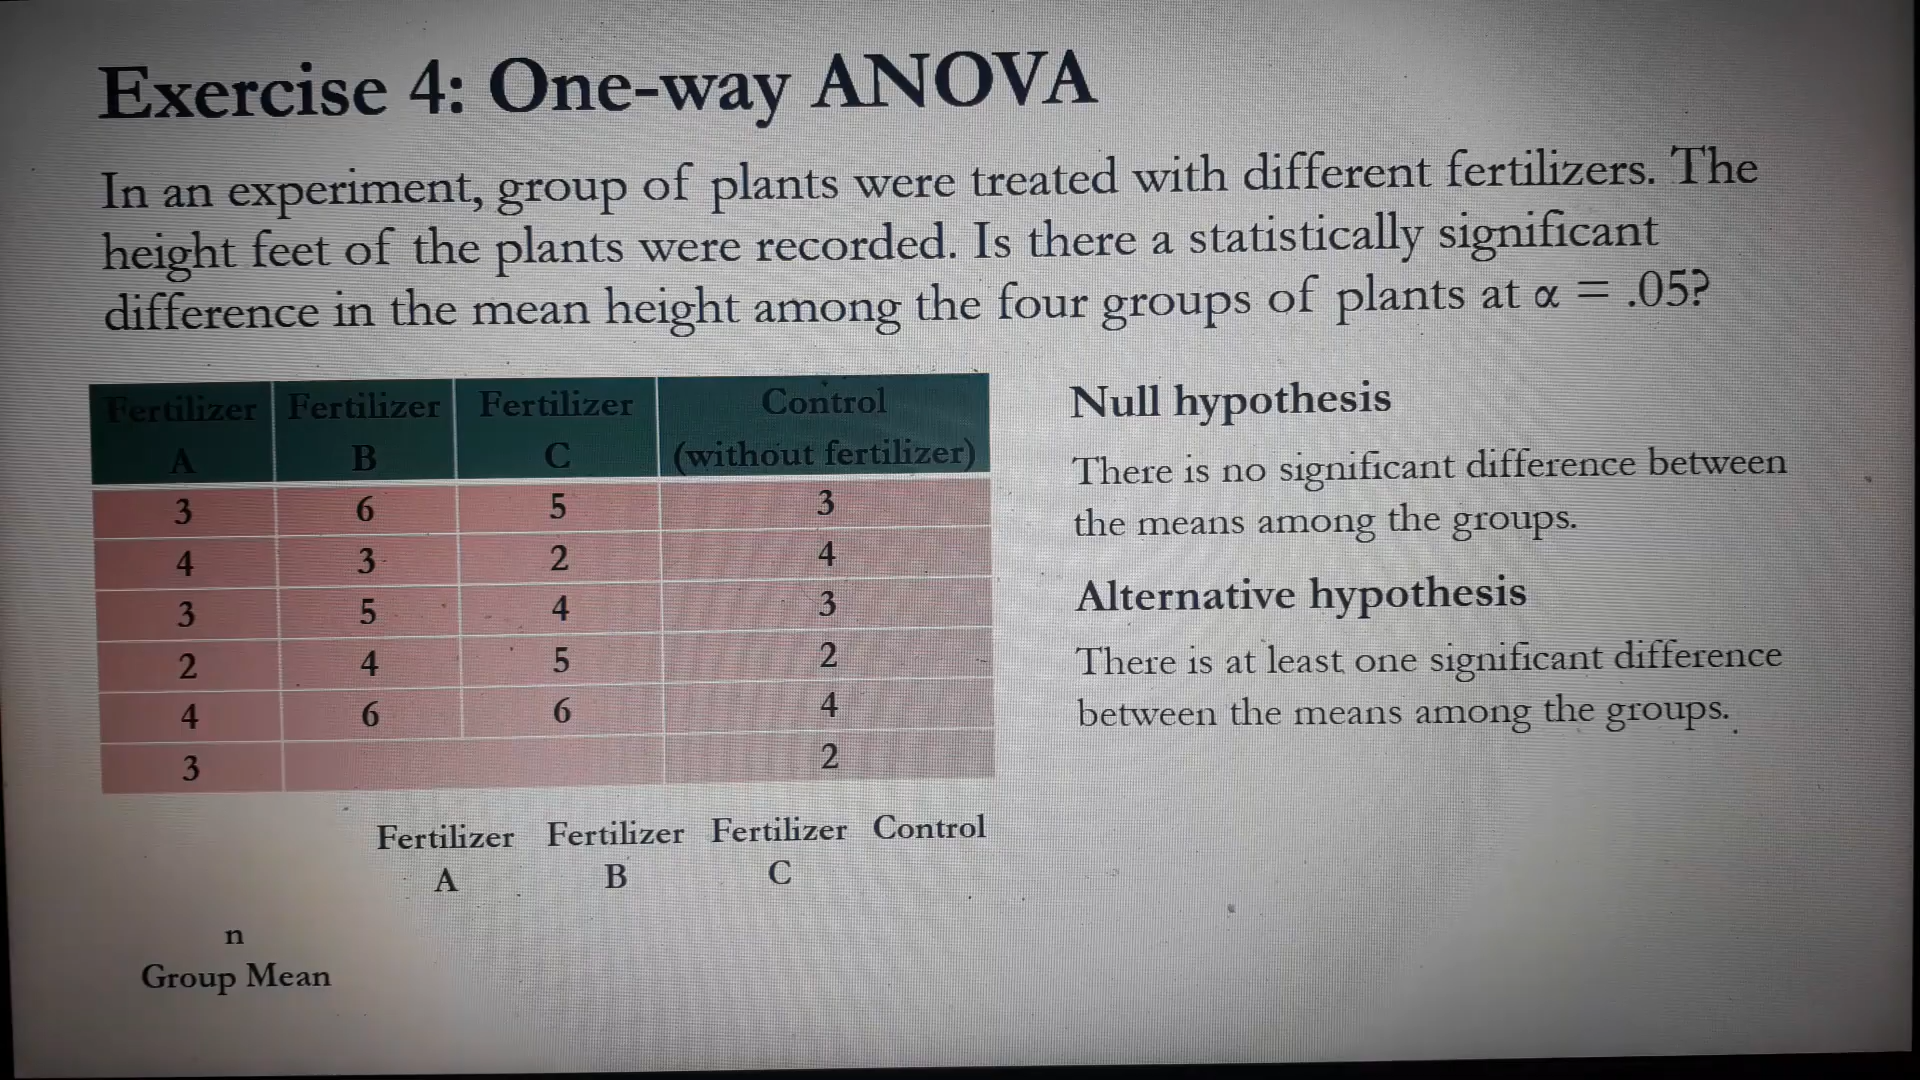 Exercise 4: One-way ANOVA
In an experiment, group of plants were treated with different fertilizers. The
height feet of the plants were recorded. Is there a statistically significant
difference in the mean height among the four groups of plants at α = .05?
Fertilizer A Fertilizer B Fertilizer C Control (without fertilizer)
3 6 5 3
4 3 2 4
3 5 4 3
2 4 5 2
4 6 6 4
3 2
Null hypothesis
There is no significant difference between
the means among the groups.
Alternative hypothesis
There is at least one significant difference
between the means among the groups.
Fertilizer Fertilizer Fertilizer Control
A B C
n
Group Mean